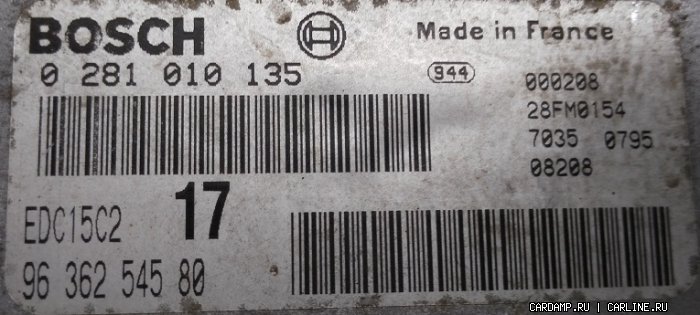 BOSCH
Made in France
0 281 010 135
944
000208
28FM0154
7035 0795
08208
EDC15C2
17
96 362 545 80
CARDAMP.RU | CARLINE.RU